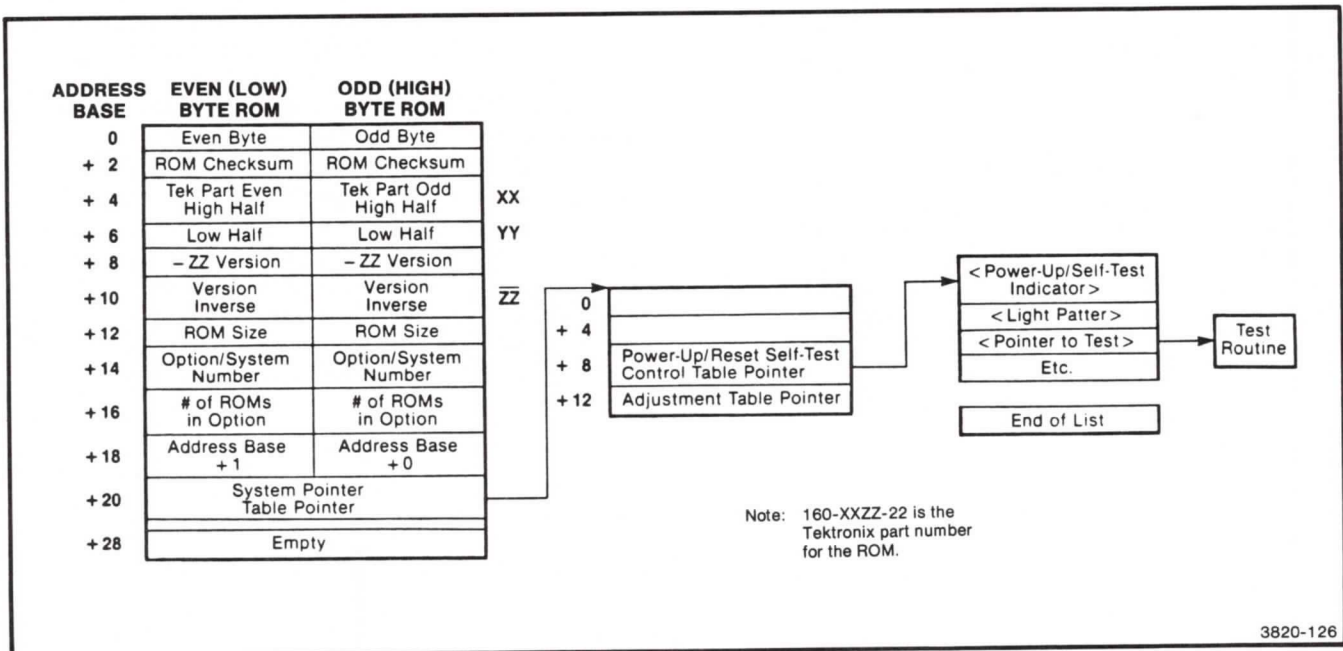 ADDRESS BASE
EVEN (LOW) BYTE ROM
ODD (HIGH) BYTE ROM
0 Even Byte Odd Byte
+ 2 ROM Checksum ROM Checksum
+ 4 Tek Part Even High Half Tek Part Odd High Half XX
+ 6 Low Half Low Half YY
+ 8 – ZZ Version – ZZ Version
+10 Version Inverse Version Inverse Z̅Z̅
+12 ROM Size ROM Size
+14 Option/System Number Option/System Number
+16 # of ROMs in Option # of ROMs in Option
+18 Address Base + 1 Address Base + 0
+20 System Pointer Table Pointer
+28 Empty
0
+ 4
+ 8 Power-Up/Reset Self-Test Control Table Pointer
+12 Adjustment Table Pointer
< Power-Up/Self-Test Indicator >
< Light Patter >
< Pointer to Test >
Etc.
End of List
Test Routine
Note: 160-XXZZ-22 is the
Tektronix part number
for the ROM.
3820-126